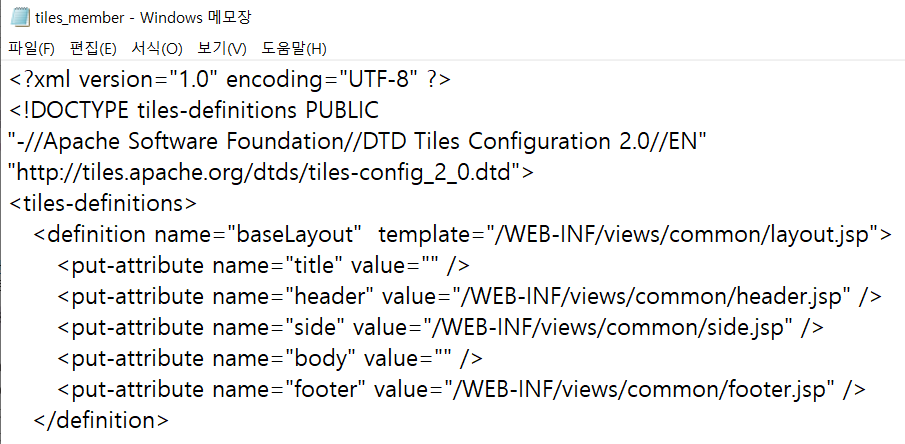 tiles_member - Windows 메모장
파일(F) 편집(E) 서식(O) 보기(V) 도움말(H)
<?xml version="1.0" encoding="UTF-8" ?>
<!DOCTYPE tiles-definitions PUBLIC
"-//Apache Software Foundation//DTD Tiles Configuration 2.0//EN"
"http://tiles.apache.org/dtds/tiles-config_2_0.dtd">
<tiles-definitions>
    <definition name="baseLayout"  template="/WEB-INF/views/common/layout.jsp">
        <put-attribute name="title" value="" />
        <put-attribute name="header" value="/WEB-INF/views/common/header.jsp" />
        <put-attribute name="side" value="/WEB-INF/views/common/side.jsp" />
        <put-attribute name="body" value="" />
        <put-attribute name="footer" value="/WEB-INF/views/common/footer.jsp" />
    </definition>